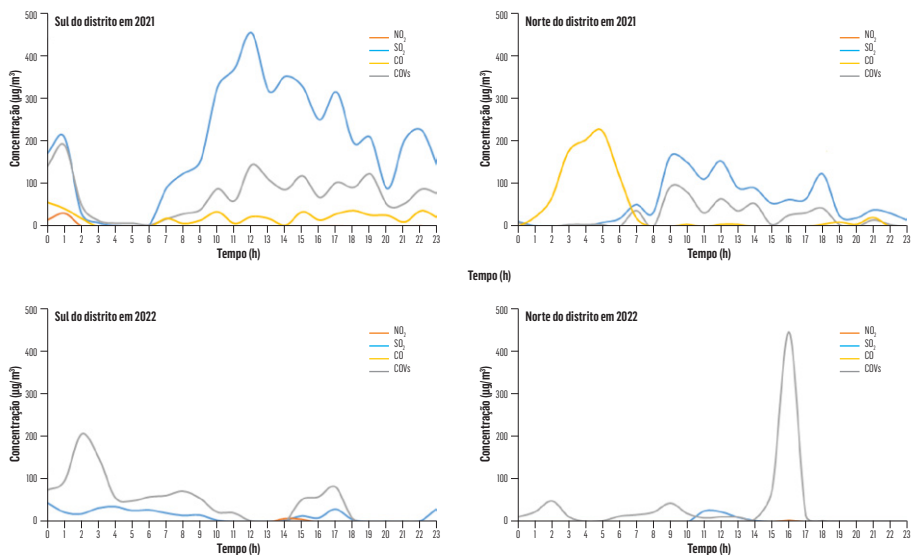 Sul do distrito em 2021
Concentração (µg/m³)
500
400
300
200
100
0
NO₂
SO₂
CO
COVs
0 1 2 3 4 5 6 7 8 9 10 11 12 13 14 15 16 17 18 19 20 21 22 23
Tempo (h)
Norte do distrito em 2021
Concentração (µg/m³)
500
400
300
200
100
0
NO₂
SO₂
CO
COVs
0 1 2 3 4 5 6 7 8 9 10 11 12 13 14 15 16 17 18 19 20 21 22 23
Tempo (h)
Tempo (h)
Sul do distrito em 2022
Concentração (µg/m³)
500
400
300
200
100
0
NO₂
SO₂
CO
COVs
0 1 2 3 4 5 6 7 8 9 10 11 12 13 14 15 16 17 18 19 20 21 22 23
Tempo (h)
Norte do distrito em 2022
Concentração (µg/m³)
500
400
300
200
100
0
NO₂
SO₂
CO
COVs
0 1 2 3 4 5 6 7 8 9 10 11 12 13 14 15 16 17 18 19 20 21 22 23
Tempo (h)